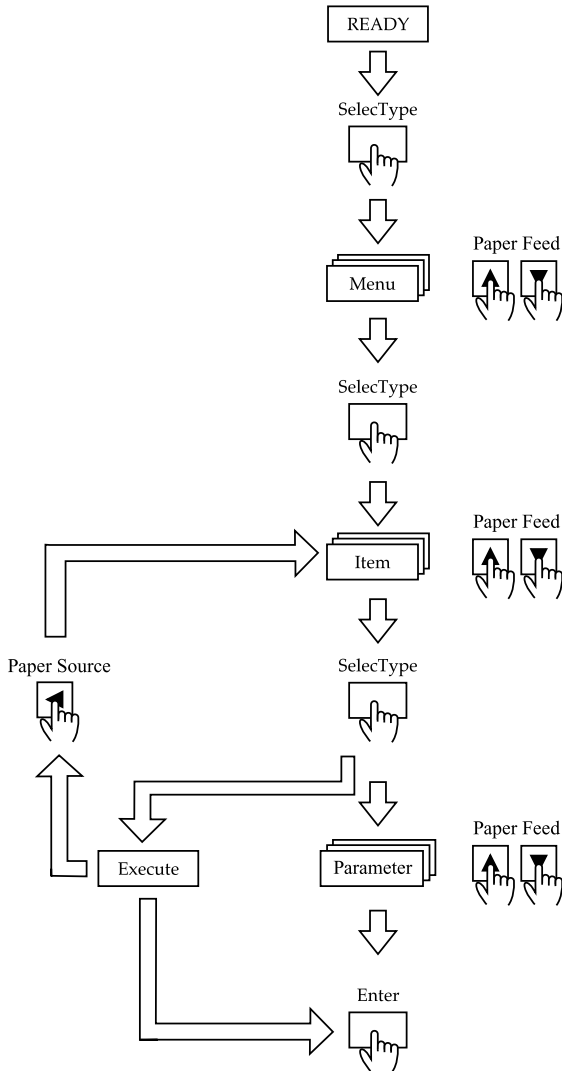 READY
SelecType
Paper Feed
Menu
SelecType
Paper Feed
Item
Paper Source
SelecType
Paper Feed
Execute
Parameter
Enter